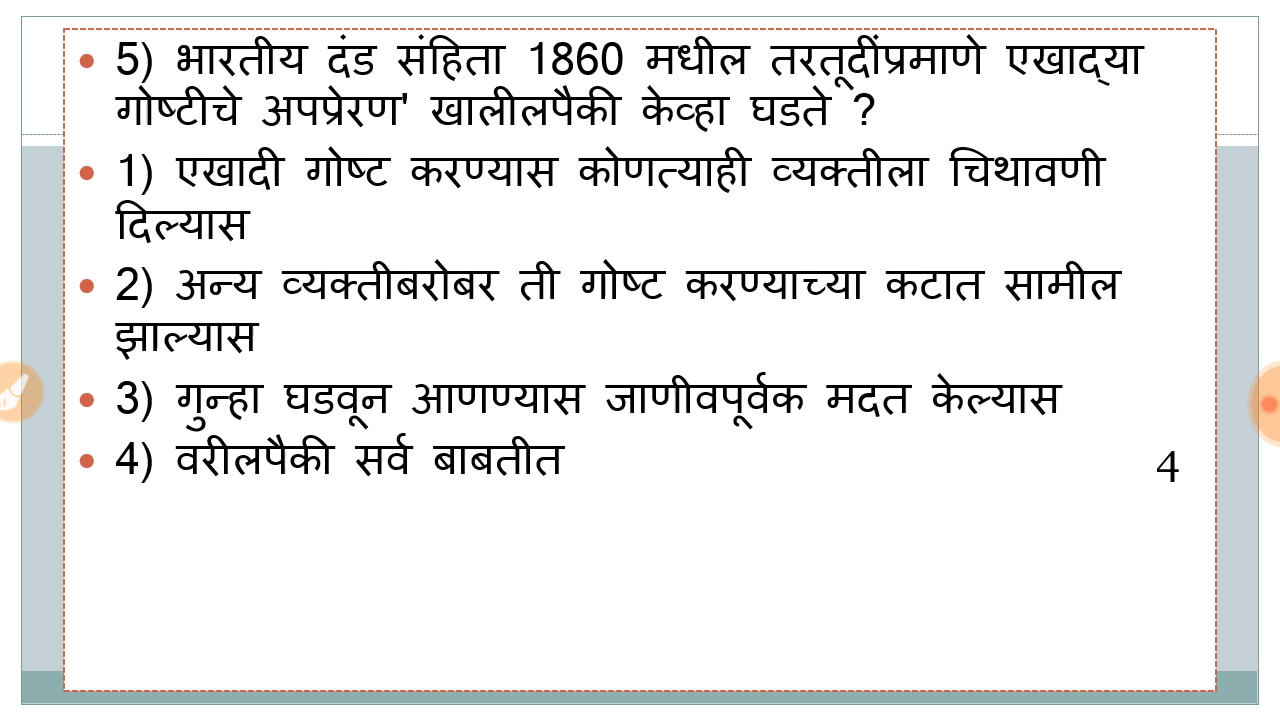 • 5) भारतीय दंड संहिता 1860 मधील तरतूदींप्रमाणे एखाद्‌या
गोष्टीचे अपप्रेरण' खालीलपैकी केव्हा घडते ?
• 1) एखादी गोष्ट करण्यास कोणत्याही व्यक्तीला चिथावणी
दिल्यास
• 2) अन्य व्यक्तीबरोबर ती गोष्ट करण्याच्या कटात सामील
झाल्यास
• 3) गुन्हा घडवून आणण्यास जाणीवपूर्वक मदत केल्यास
• 4) वरीलपैकी सर्व बाबतीत 4